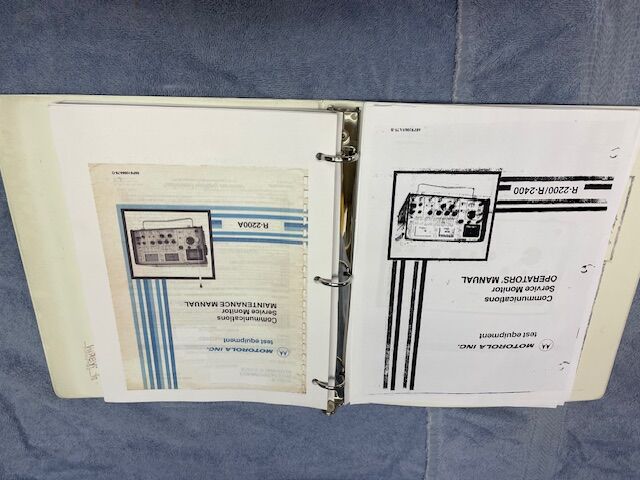 MOTOROLA INC.
test equipment
Communications
Service Monitor
MAINTENANCE MANUAL
R-2200A
MOTOROLA INC.
test equipment
Communications
Service Monitor
OPERATORS' MANUAL
R-2200/R-2400